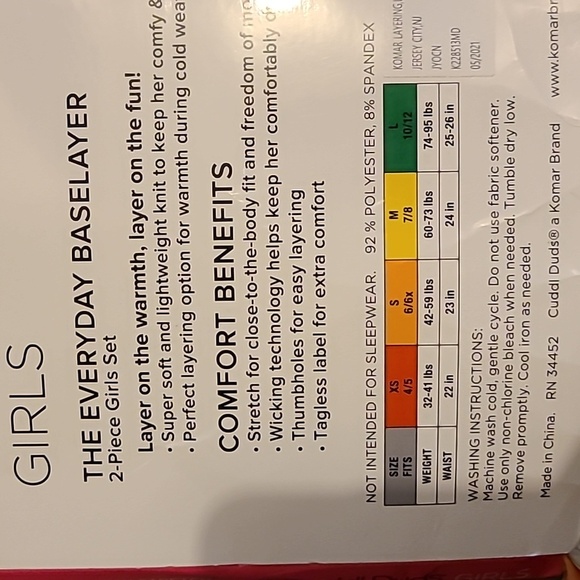 GIRLS
THE EVERYDAY BASELAYER
2-Piece Girls Set
Layer on the warmth, layer on the fun!
• Super soft and lightweight knit to keep her comfy &
• Perfect layering option for warmth during cold
COMFORT BENEFITS
• Stretch for close-to-the-body fit and freedom of
• Wicking technology helps keep her comfortably
• Thumbholes for easy layering
• Tagless label for extra comfort
NOT INTENDED FOR SLEEPWEAR. 92 % POLYESTER, 8% SPANDEX
SIZE XS S M L
FITS 4/5 6/6x 7/8 10/12
WEIGHT 32-41 lbs 42-59 lbs 60-73 lbs 74-95 lbs
WAIST 22 in 23 in 24 in 25-26 in
KOMAR LAYERING
JERSEY CITY,NJ
JYOCN
K228513MD
05/2021
WASHING INSTRUCTIONS:
Machine wash cold, gentle cycle. Do not use fabric softener.
Use only non-chlorine bleach when needed. Tumble dry low.
Remove promptly. Cool iron as needed.
Made in China. RN 34452 Cuddl Duds® a Komar Brand